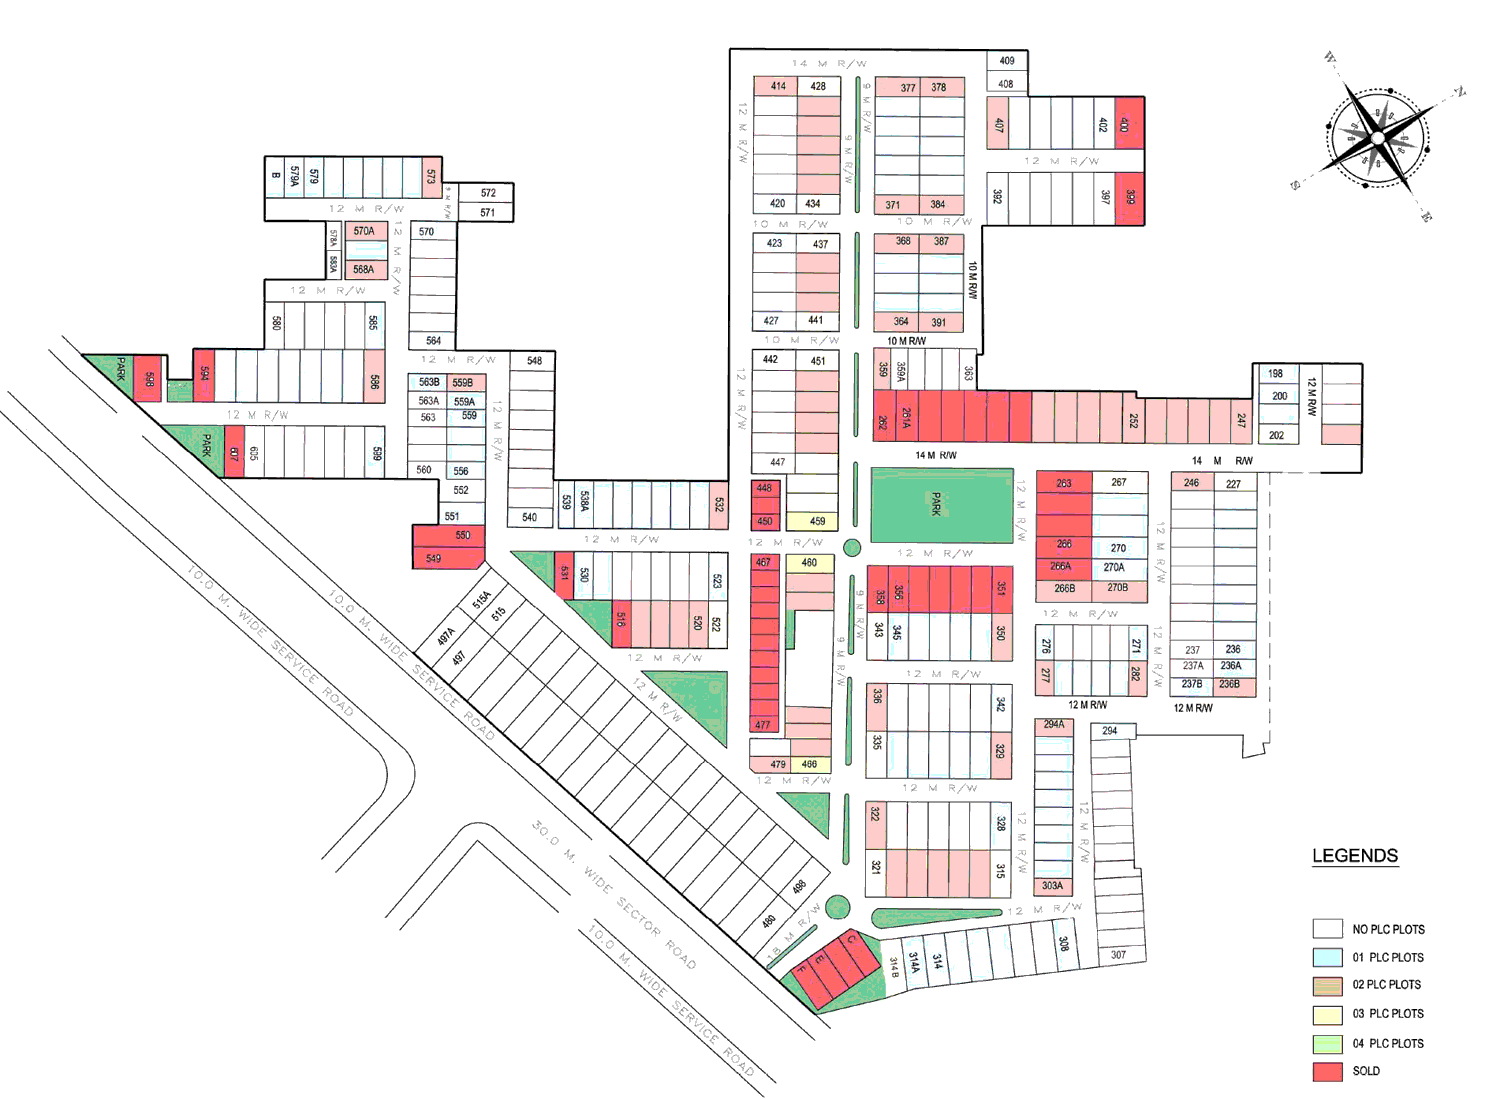 14 M R/W
409
408
W
N
S
E
414
428
377
378
9 M R/W
12 M R/W
9 M R/W
407
402
400
12 M R/W
573
579
579A
B
572
571
9 M R/W
12 M R/W
392
397
399
420
434
371
384
10 M R/W
10 M R/W
578A
583A
570A
568A
12 M R/W
570
423
437
368
387
10 M R/W
12 M R/W
580
585
564
427
441
364
391
10 M R/W
10 M R/W
12 M R/W
548
442
451
359
359A
363
PARK
598
594
586
563B
559B
563A
559A
563
559
12 M R/W
12 M R/W
198
200
202
12 M R/W
262
261A
252
247
12 M R/W
PARK
607
605
599
560
556
552
551
550
549
447
14 M R/W
14 M R/W
448
450
459
540
539
538A
532
12 M R/W
12 M R/W
PARK
12 M R/W
12 M R/W
263
267
266
270
266A
270A
266B
270B
246
227
12 M R/W
531
530
523
467
460
358
356
351
9 M R/W
343
345
350
12 M R/W
276
271
277
282
12 M R/W
237
236
237A
236A
237B
236B
12 M R/W
12 M R/W
516
520
522
12 M R/W
9 M R/W
12 M R/W
515A
515
497A
497
12 M R/W
336
342
335
329
477
479
466
12 M R/W
12 M R/W
294A
294
303A
12 M R/W
12 M R/W
322
328
321
315
12 M R/W
498
480
18 M R/W
C
E
F
314B
314A
314
308
307
10.0 M. WIDE SERVICE ROAD
10.0 M. WIDE SERVICE ROAD
30.0 M. WIDE SECTOR ROAD
10.0 M. WIDE SERVICE ROAD
LEGENDS
NO PLC PLOTS
01 PLC PLOTS
02 PLC PLOTS
03 PLC PLOTS
04 PLC PLOTS
SOLD